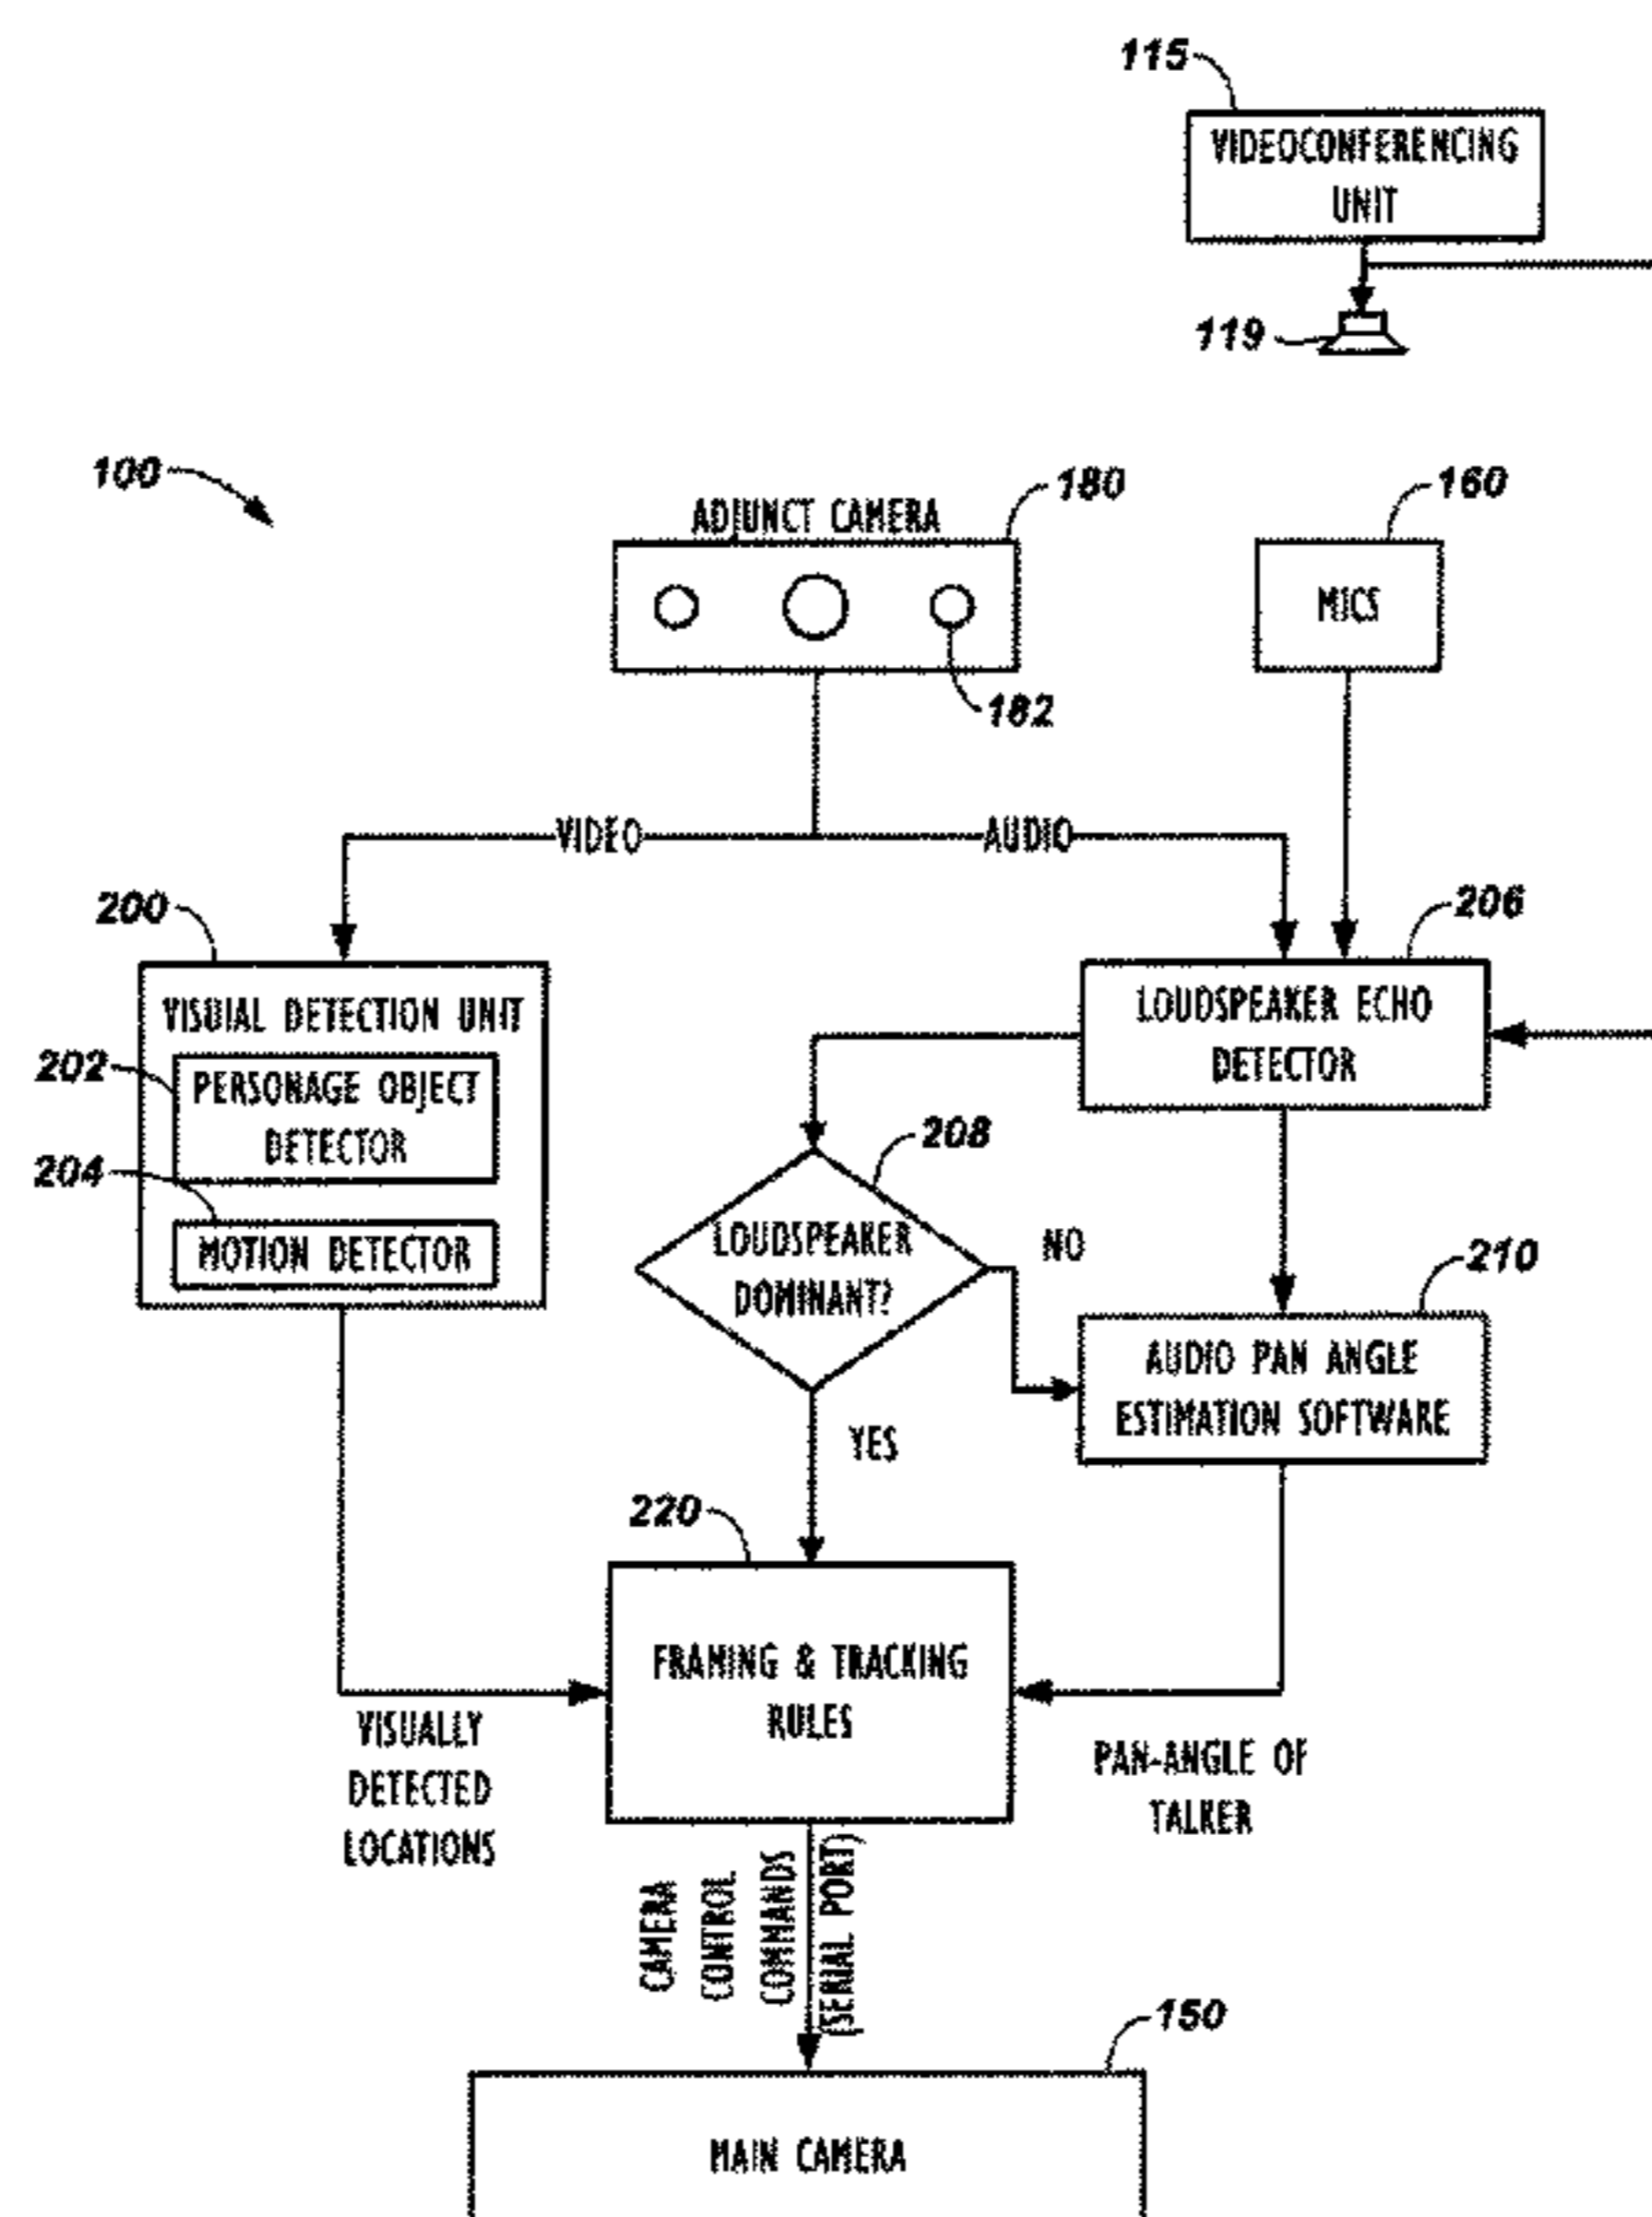 115
VIDEOCONFERENCING
UNIT
119
100
ADJUNCT CAMERA
180
160
MICS
182
VIDEO
AUDIO
200
206
VISUIAL DETECTION UNIT
LOUDSPEAKER ECHO
DETECTOR
202
PERSONAGE OBJECT
DETECTOR
208
204
MOTION DETECTOR
LOUDSPEAKER
DOMINANT?
NO
210
AUDIO PAN ANGLE
ESTIMATION SOFTWARE
YES
220
FRAMING & TRACKING
RULES
VISUALLY
DETECTED
LOCATIONS
PAN-ANGLE OF
TALKER
CAMERA
CONTROL
COMMANDS
(SERIAL PORT)
150
MAIN CAMERA